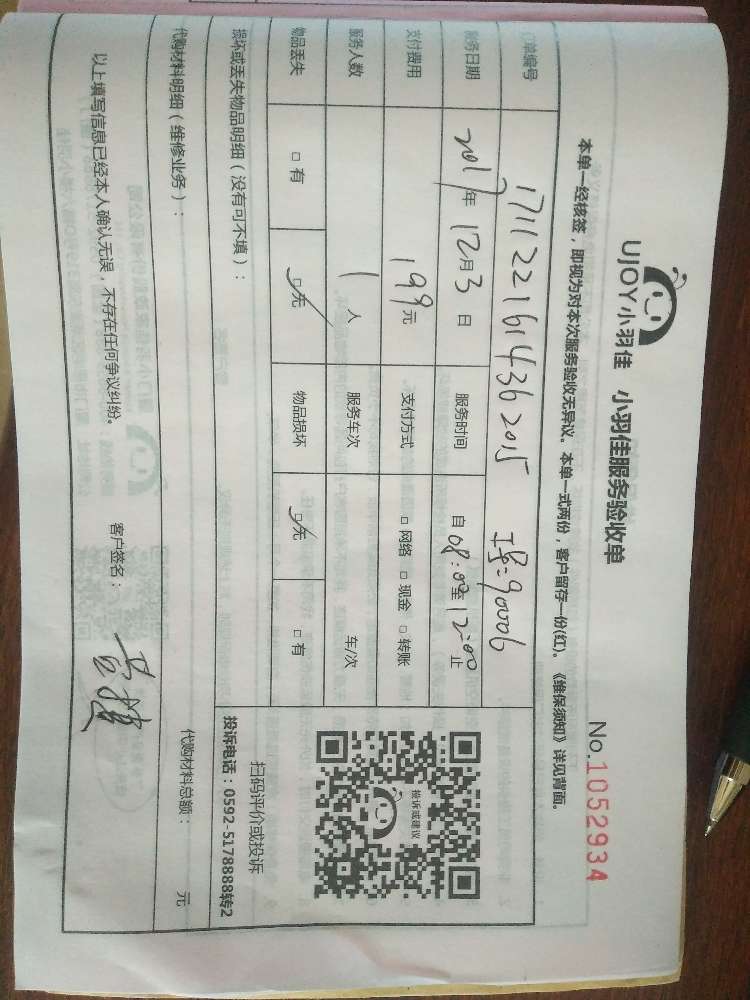 UJOY小羽佳 小羽佳服务验收单
No.1052934
本单一经核签，即视为对本次服务验收无异议。本单一式两份，客户留存一份(红)。《维保须知》详见背面。
订单编号 1711221614362015 工号:90006
服务日期 2017年12月3日 服务时间 自08:00至12:00止
支付费用 199元 支付方式 □网络 □现金 □转账
服务人数 1人 服务车次 车/次
物品丢失 □有 □无 物品损坏 □无 □有
投诉或建议
扫码评价或投诉
投诉电话：0592-5178888转2
损坏或丢失物品明细（没有可不填）：
代购材料明细（维修业务）： 代购材料总额： 元
以上填写信息已经本人确认无误，不存在任何争议纠纷。 客户签名：